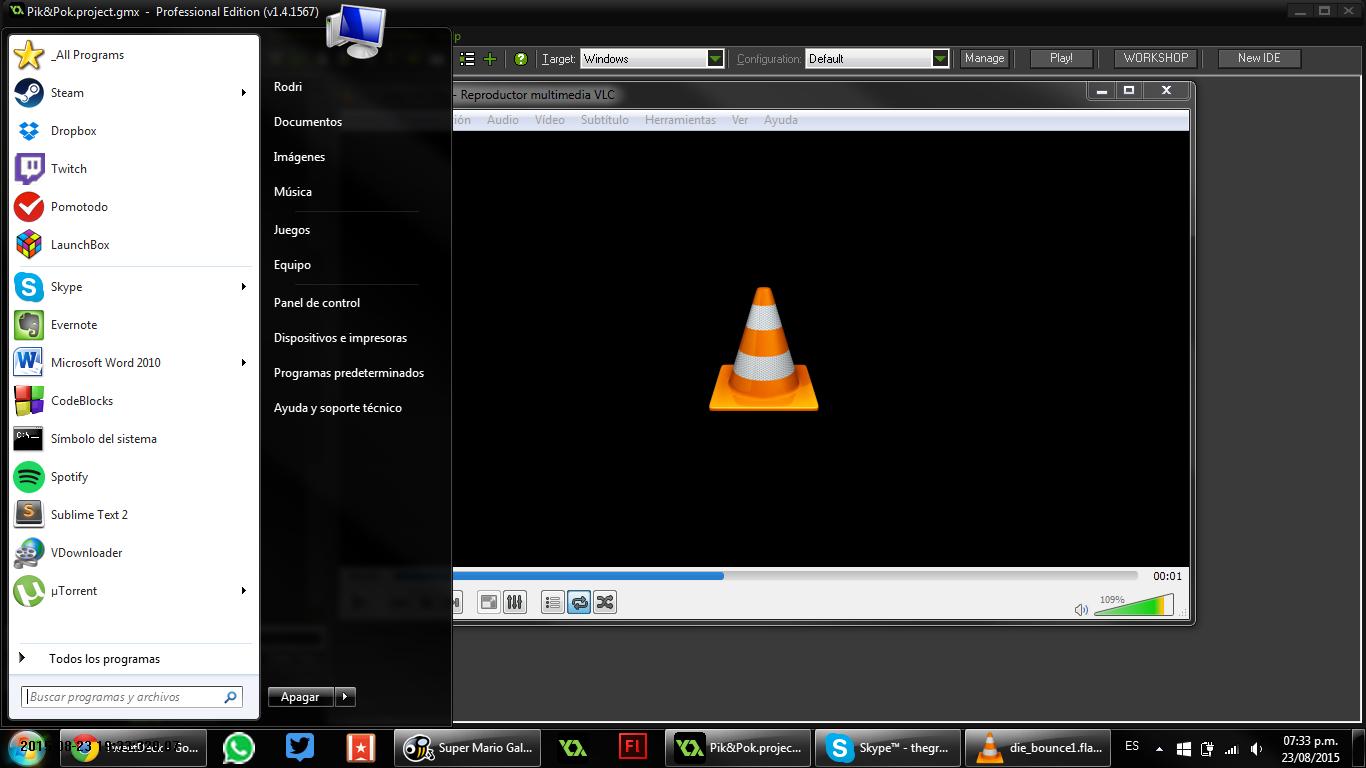 Pik&Pok.project.gmx - Professional Edition (v1.4.1567)
Target: Windows
Configuration: Default
Manage
Play!
WORKSHOP
New IDE
_All Programs
Steam
Dropbox
Twitch
Pomotodo
LaunchBox
Skype
Evernote
Microsoft Word 2010
CodeBlocks
Símbolo del sistema
Spotify
Sublime Text 2
VDownloader
µTorrent
Todos los programas
Buscar programas y archivos
Rodri
Documentos
Imágenes
Música
Juegos
Equipo
Panel de control
Dispositivos e impresoras
Programas predeterminados
Ayuda y soporte técnico
Apagar
- Reproductor multimedia VLC
ión Audio Vídeo Subtítulo Herramientas Ver Ayuda
00:01
109%
Super Mario Gal...
Pik&Pok.projec...
Skype™ - thegr...
die_bounce1.fla...
ES
07:33 p.m.
23/08/2015